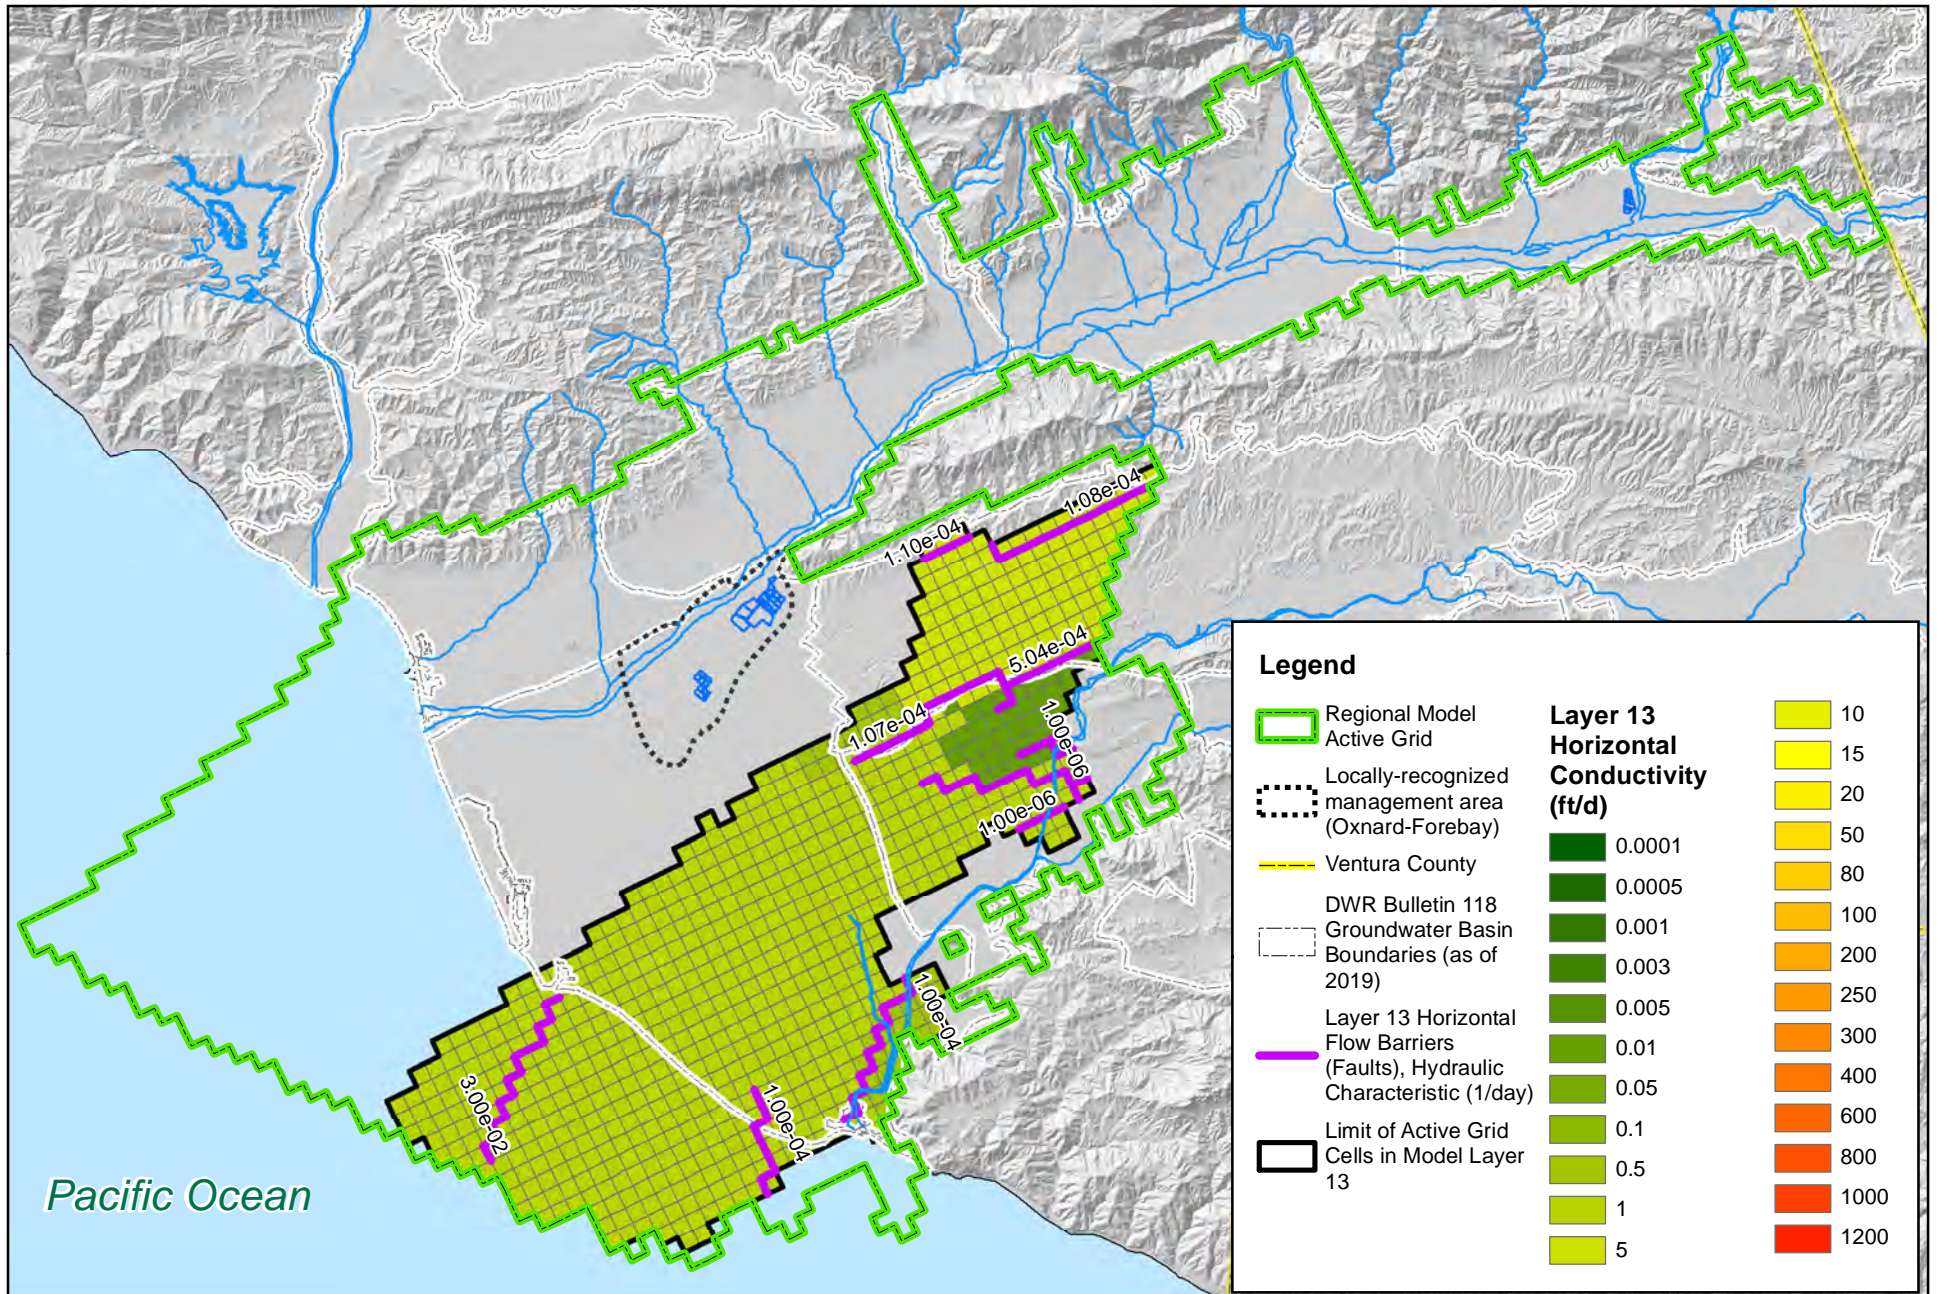 1.08e-04
1.10e-04
5.04e-04
1.07e-04
1.00e-06
1.00e-06
1.00e-04
3.00e-02
1.00e-04
Pacific Ocean
Legend
Regional Model
Active Grid
Locally-recognized
management area
(Oxnard-Forebay)
Ventura County
DWR Bulletin 118
Groundwater Basin
Boundaries (as of
2019)
Layer 13 Horizontal
Flow Barriers
(Faults), Hydraulic
Characteristic (1/day)
Limit of Active Grid
Cells in Model Layer
13
Layer 13
Horizontal
Conductivity
(ft/d)
0.0001
0.0005
0.001
0.003
0.005
0.01
0.05
0.1
0.5
1
5
10
15
20
50
80
100
200
250
300
400
600
800
1000
1200